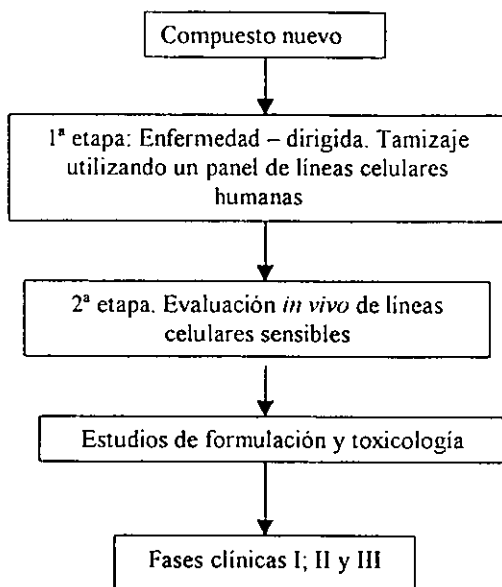 Compuesto nuevo
1ª etapa: Enfermedad – dirigida. Tamizaje
utilizando un panel de líneas celulares
humanas
2ª etapa. Evaluación in vivo de líneas
celulares sensibles
Estudios de formulación y toxicología
Fases clínicas I; II y III